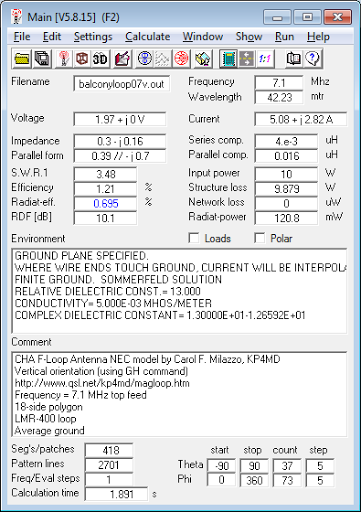 Main [V5.8.15] (F2)
File Edit Settings Calculate Window Show Run Help
3D 1:1 ?
Filename balconyloop07v.out Frequency 7.1 Mhz
Wavelength 42.23 mtr
Voltage 1.97 + j 0 V Current 5.08 + j 2.82 A
Impedance 0.3 - j 0.16 Series comp. 4.e-3 uH
Parallel form 0.39 // - j 0.7 Parallel comp. 0.016 uH
S.W.R.1 3.48 Input power 10 W
Efficiency 1.21 % Structure loss 9.879 W
Radiat-eff. 0.695 % Network loss 0 uW
RDF [dB] 10.1 Radiat-power 120.8 mW
Environment Loads Polar
GROUND PLANE SPECIFIED.
WHERE WIRE ENDS TOUCH GROUND, CURRENT WILL BE INTERPOLA
FINITE GROUND. SOMMERFELD SOLUTION
RELATIVE DIELECTRIC CONST.= 13.000
CONDUCTIVITY= 5.000E-03 MHOS/METER
COMPLEX DIELECTRIC CONSTANT= 1.30000E+01-1.26592E+01
Comment
CHA F-Loop Antenna NEC model by Carol F. Milazzo, KP4MD
Vertical orientation (using GH command)
http://www.qsl.net/kp4md/magloop.htm
Frequency = 7.1 MHz top feed
18-side polygon
LMR-400 loop
Average ground
Seg's/patches 418 start stop count step
Pattern lines 2701 Theta -90 90 37 5
Freq/Eval steps 1 Phi 0 360 73 5
Calculation time 1.891 s